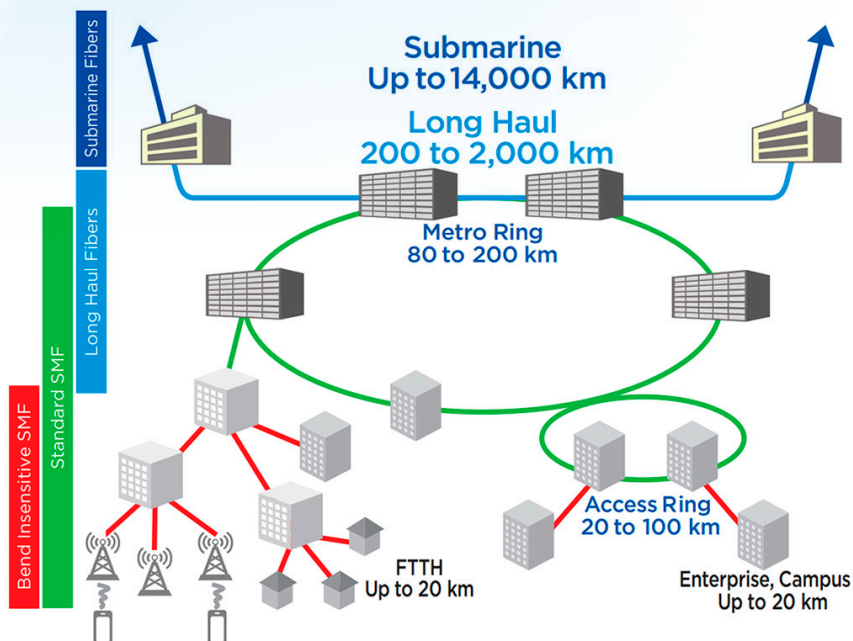 Submarine
Up to 14,000 km
Long Haul
200 to 2,000 km
Metro Ring
80 to 200 km
Access Ring
20 to 100 km
FTTH
Up to 20 km
Enterprise, Campus
Up to 20 km
Submarine Fibers
Long Haul Fibers
Standard SMF
Bend Insensitive SMF